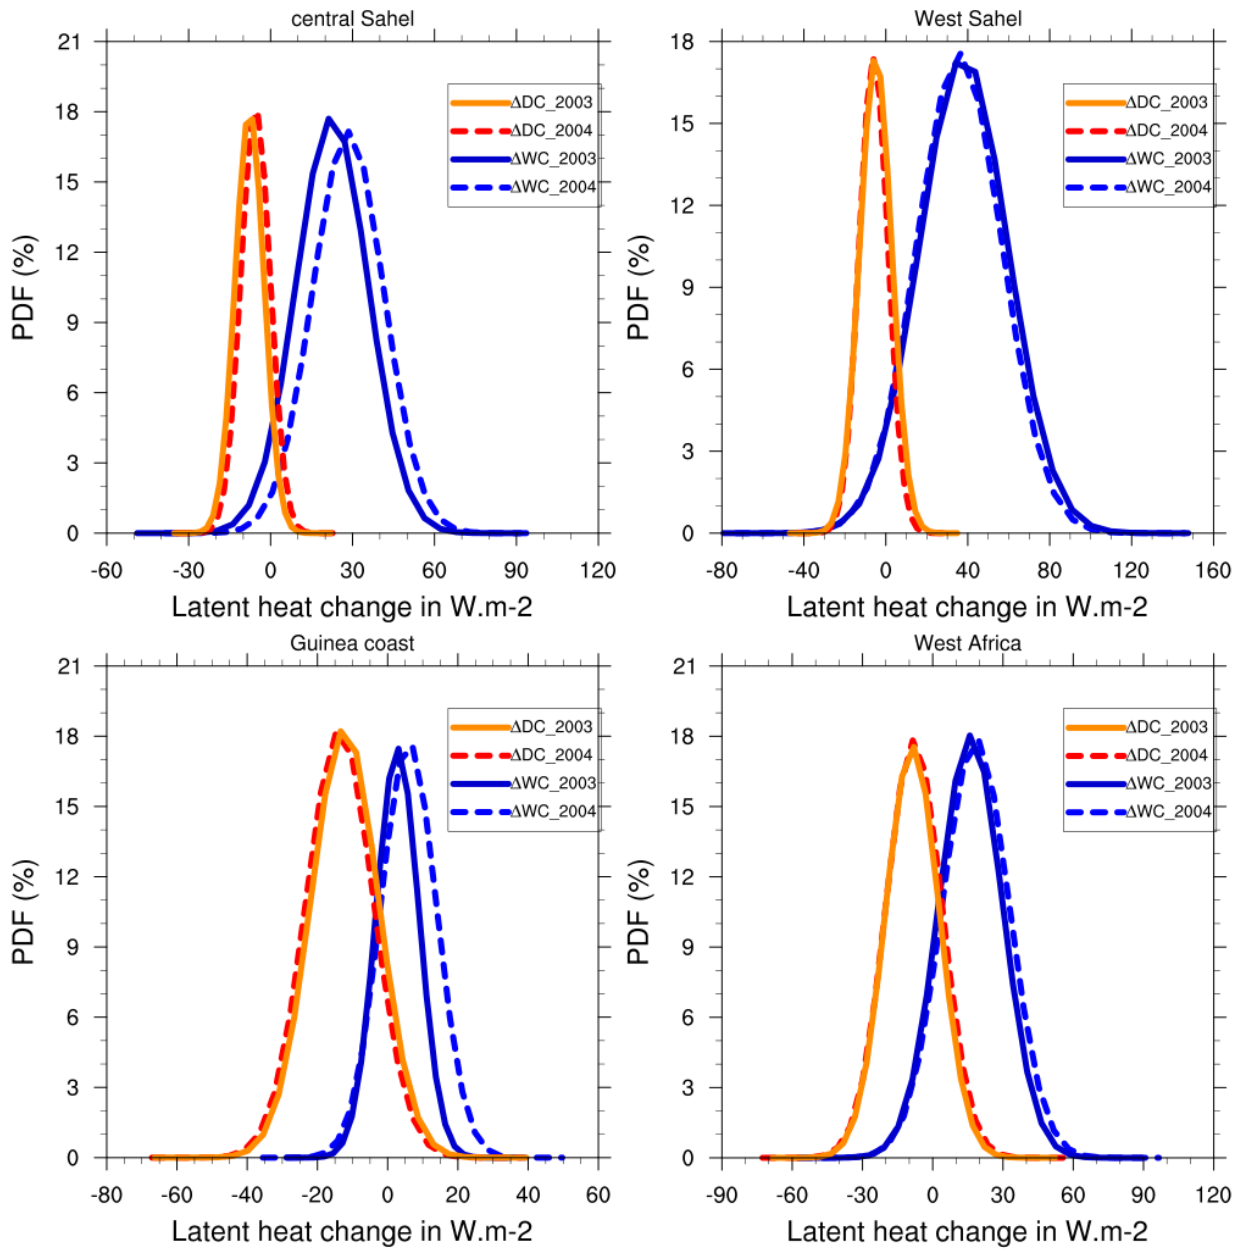 central Sahel
21
18
15
12
9
6
3
0
PDF (%)
ΔDC_2003
ΔDC_2004
ΔWC_2003
ΔWC_2004
-60 -30 0 30 60 90 120
Latent heat change in W.m-2
West Sahel
18
15
12
9
6
3
0
PDF (%)
ΔDC_2003
ΔDC_2004
ΔWC_2003
ΔWC_2004
-80 -40 0 40 80 120 160
Latent heat change in W.m-2
Guinea coast
21
18
15
12
9
6
3
0
PDF (%)
ΔDC_2003
ΔDC_2004
ΔWC_2003
ΔWC_2004
-80 -60 -40 -20 0 20 40 60
Latent heat change in W.m-2
West Africa
21
18
15
12
9
6
3
0
PDF (%)
ΔDC_2003
ΔDC_2004
ΔWC_2003
ΔWC_2004
-90 -60 -30 0 30 60 90 120
Latent heat change in W.m-2